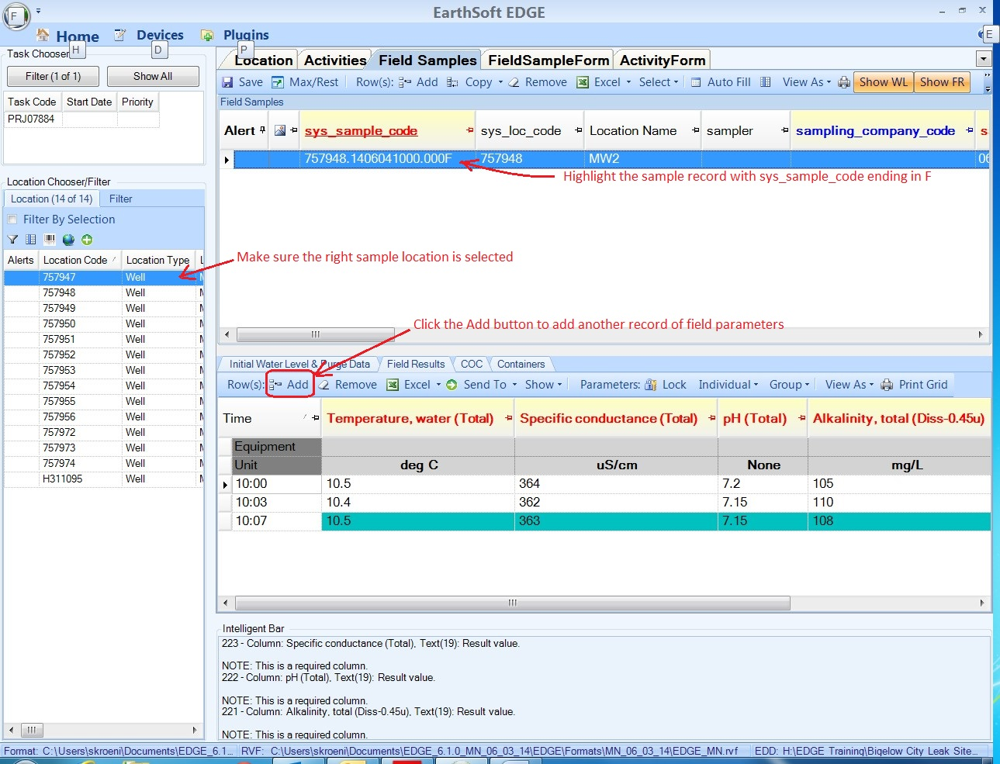 F
EarthSoft EDGE
Home
Devices
Plugins
E
H
D
P
Task Chooser
Filter (1 of 1)
Show All
Task Code Start Date Priority
PRJ07884
Location Chooser/Filter
Location (14 of 14) Filter
Filter By Selection
Alerts Location Code Location Type L
757947 Well M
757948 Well M
757949 Well M
757950 Well M
757951 Well M
757952 Well M
757953 Well M
757954 Well M
757955 Well M
757956 Well M
757972 Well M
757973 Well M
757974 Well M
H311095 Well M
Make sure the right sample location is selected
Location Activities Field Samples FieldSampleForm ActivityForm
Save Max/Rest Row(s): Add Copy Remove Excel Select Auto Fill View As Show WL Show FR
Field Samples
Alert sys_sample_code sys_loc_code Location Name sampler sampling_company_code s
757948.1406041000.000F 757948 MW2 06
Highlight the sample record with sys_sample_code ending in F
Click the Add button to add another record of field parameters
Initial Water Level & Purge Data Field Results COC Containers
Row(s): Add Remove Excel Send To Show Parameters: Lock Individual Group View As Print Grid
Time Temperature, water (Total) Specific conductance (Total) pH (Total) Alkalinity, total (Diss-0.45u)
Equipment
Unit deg C uS/cm None mg/L
10:00 10.5 364 7.2 105
10:03 10.4 362 7.15 110
10:07 10.5 363 7.15 108
Intelligent Bar
223 - Column: Specific conductance (Total), Text(19): Result value.
NOTE: This is a required column.
222 - Column: pH (Total), Text(19): Result value.
NOTE: This is a required column.
221 - Column: Alkalinity, total (Diss-0.45u), Text(19): Result value.
NOTE: This is a required column.
Format: C:\Users\skroeni\Documents\EDGE_6.1... RVF: C:\Users\skroeni\Documents\EDGE_6.1.0_MN_06_03_14\EDGE\Formats\MN_06_03_14\EDGE_MN.rvf EDD: H:\EDGE Training\Bigelow City Leak Site...